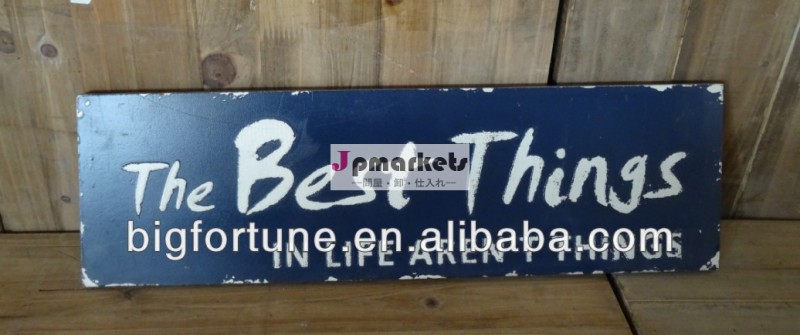 The Best Things
Jpmarkets
—問屋・卸・仕入れ—
bigfortune.en.alibaba.com
IN LIFE AREN'T THINGS